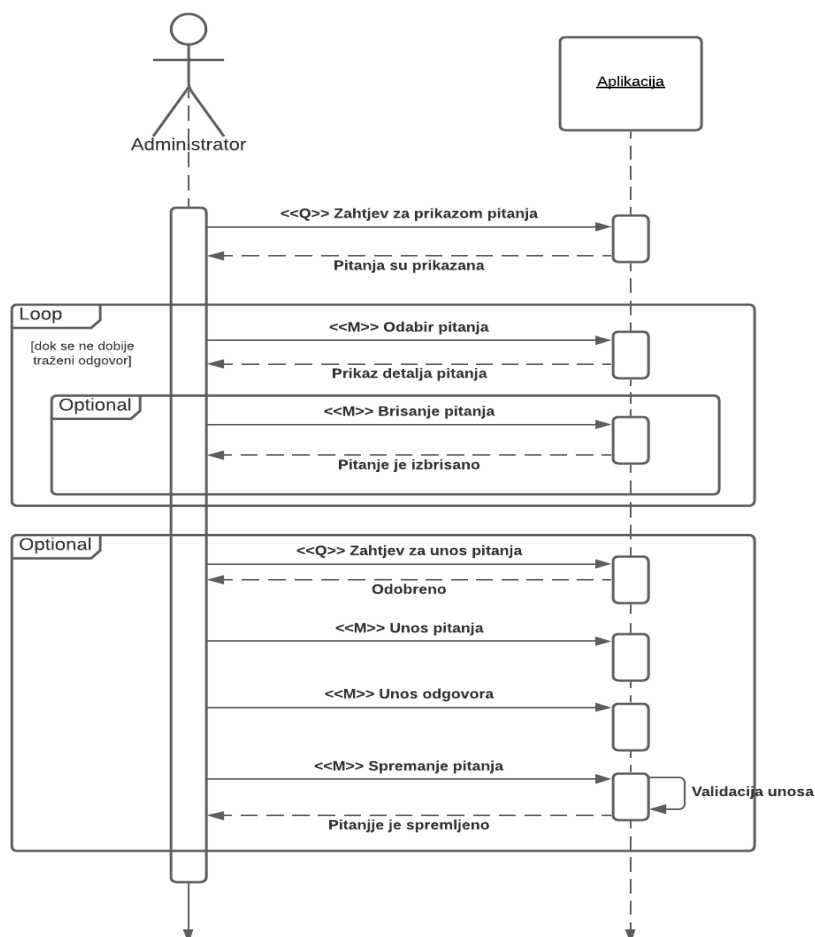 Aplikacija
Administrator
<<Q>> Zahtjev za prikazom pitanja
Pitanja su prikazana
Loop
[dok se ne dobije
traženi odgovor]
<<M>> Odabir pitanja
Prikaz detalja pitanja
Optional
<<M>> Brisanje pitanja
Pitanje je izbrisano
Optional
<<Q>> Zahtjev za unos pitanja
Odobreno
<<M>> Unos pitanja
<<M>> Unos odgovora
<<M>> Spremanje pitanja
Validacija unosa
Pitanjje je spremljeno